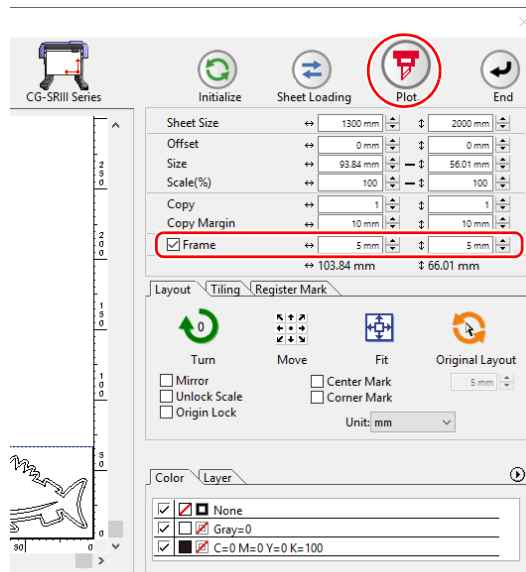 CG-SRIII Series
Initialize
Sheet Loading
Plot
End
Sheet Size 1300 mm 2000 mm
Offset 0 mm 0 mm
Size 93.84 mm 56.01 mm
Scale(%) 100 100
Copy 1 1
Copy Margin 10 mm 10 mm
Frame 5 mm 5 mm
103.84 mm 66.01 mm
Layout Tiling Register Mark
0
Turn Move Fit Original Layout
Mirror Center Mark 5 mm
Unlock Scale Corner Mark
Origin Lock
Unit: mm
Color Layer
None
Gray=0
C=0 M=0 Y=0 K=100
250
200
150
100
50
0
50 0